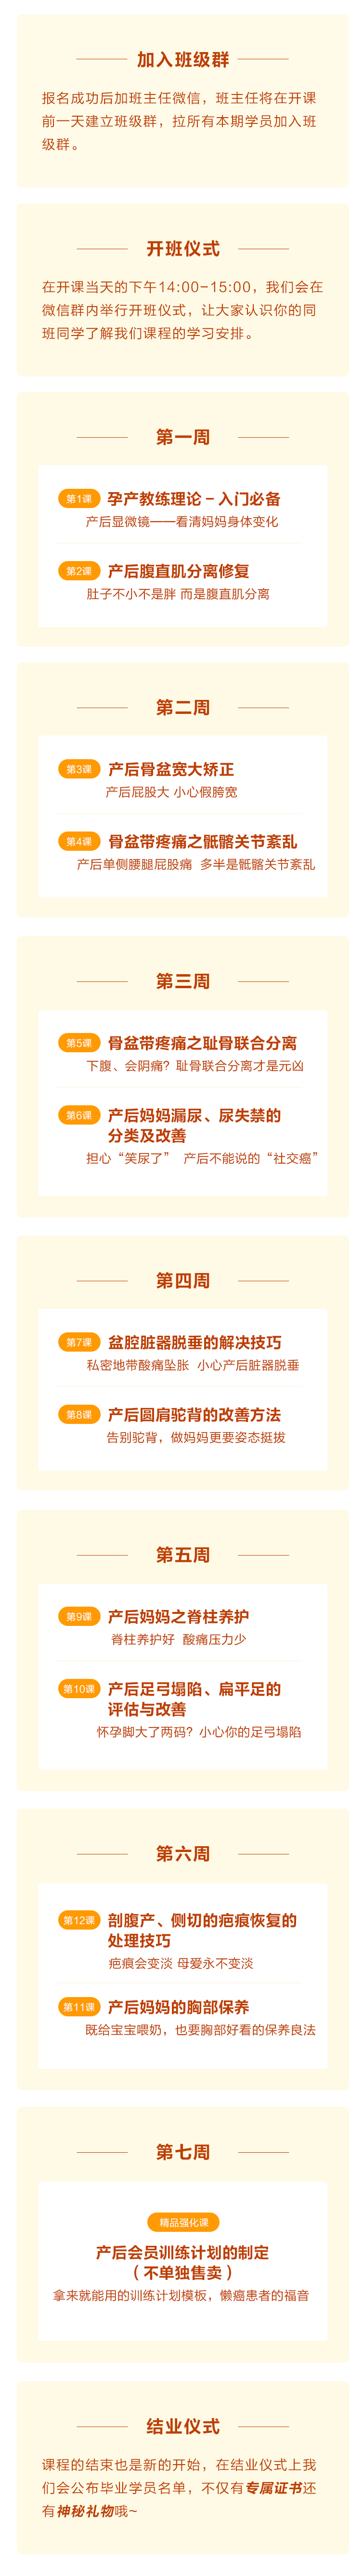 加入班级群
报名成功后加班主任微信，班主任将在开课
前一天建立班级群，拉所有本期学员加入班
级群。
开班仪式
在开课当天的下午14:00-15:00，我们会在
微信群内举行开班仪式，让大家认识你的同
班同学了解我们课程的学习安排。
第一周
第1课 孕产教练理论-入门必备
产后显微镜——看清妈妈身体变化
第2课 产后腹直肌分离修复
肚子不小不是胖 而是腹直肌分离
第二周
第3课 产后骨盆宽大矫正
产后屁股大 小心假胯宽
第4课 骨盆带疼痛之骶髂关节紊乱
产后单侧腰腿屁股痛 多半是骶髂关节紊乱
第三周
第5课 骨盆带疼痛之耻骨联合分离
下腹、会阴痛？耻骨联合分离才是元凶
第6课 产后妈妈漏尿、尿失禁的
分类及改善
担心“笑尿了” 产后不能说的“社交癌”
第四周
第7课 盆腔脏器脱垂的解决技巧
私密地带酸痛坠胀 小心产后脏器脱垂
第8课 产后圆肩驼背的改善方法
告别驼背，做妈妈更要姿态挺拔
第五周
第9课 产后妈妈之脊柱养护
脊柱养护好 酸痛压力少
第10课 产后足弓塌陷、扁平足的
评估与改善
怀孕脚大了两码？小心你的足弓塌陷
第六周
第12课 剖腹产、侧切的疤痕恢复的
处理技巧
疤痕会变淡 母爱永不变淡
第11课 产后妈妈的胸部保养
既给宝宝喂奶，也要胸部好看的保养良法
第七周
精品强化课
产后会员训练计划的制定
（不单独售卖）
拿来就能用的训练计划模板，懒癌患者的福音
结业仪式
课程的结束也是新的开始，在结业仪式上我
们会公布毕业学员名单，不仅有专属证书还
有神秘礼物哦~